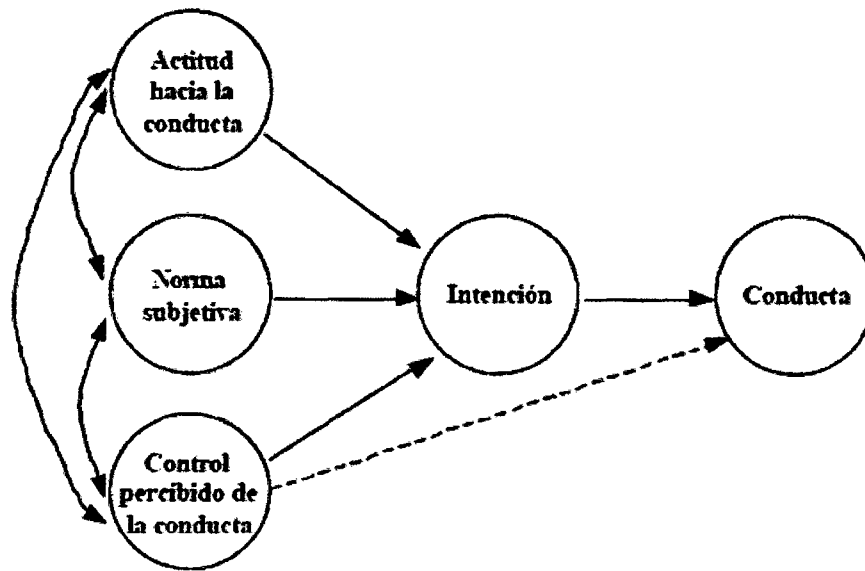 Actitud
hacia la
conducta
Norma
subjetiva
Intención
Conducta
Control
percibido de
la conducta